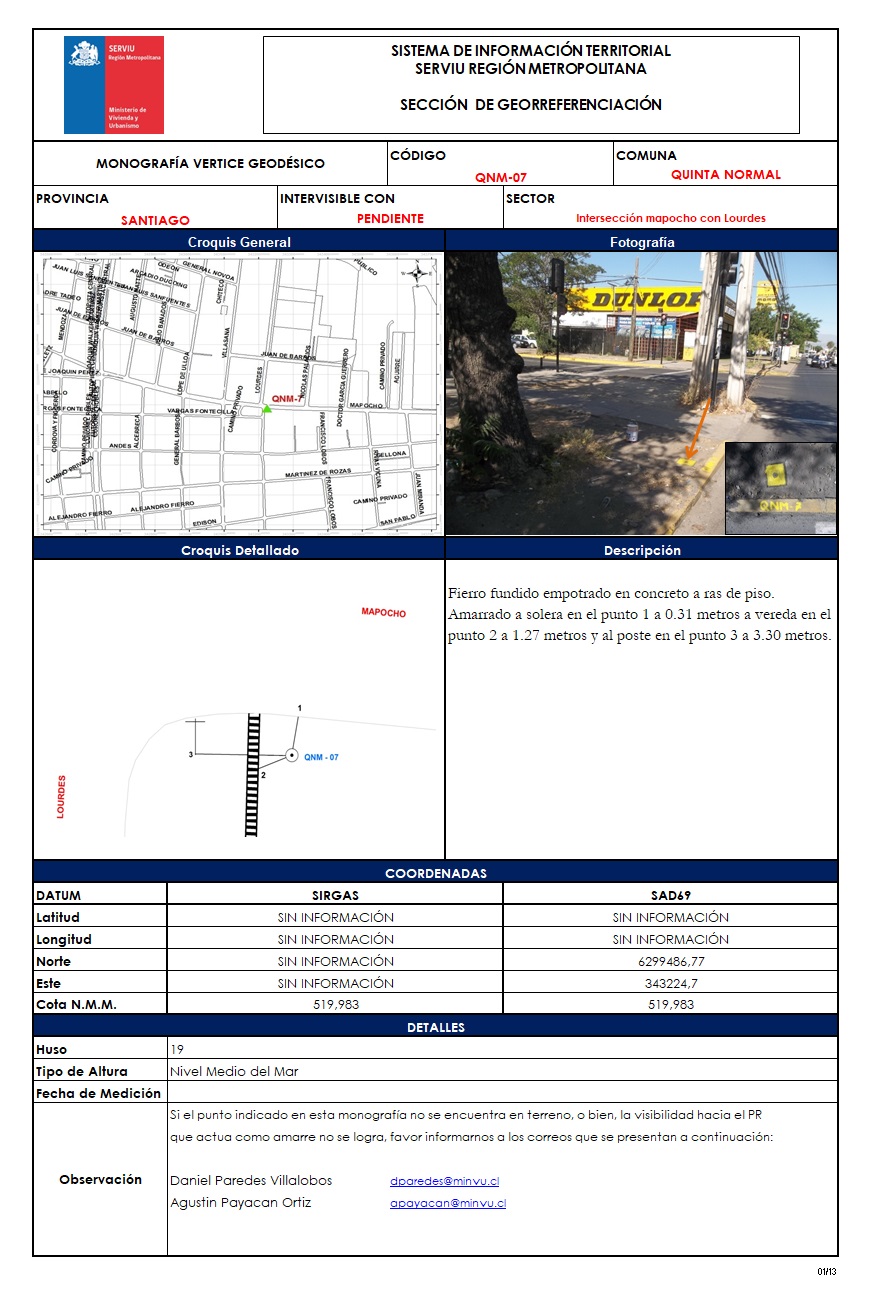 SERVIU
Región Metropolitana
Ministerio de
Vivienda y
Urbanismo
SISTEMA DE INFORMACIÓN TERRITORIAL
SERVIU REGIÓN METROPOLITANA
SECCIÓN DE GEORREFERENCIACIÓN
MONOGRAFÍA VERTICE GEODÉSICO
CÓDIGO
QNM-07
COMUNA
QUINTA NORMAL
PROVINCIA
SANTIAGO
INTERVISIBLE CON
PENDIENTE
SECTOR
Intersección mapocho con Lourdes
Croquis General
Fotografía
ODEON
GENERAL NOVOA
ARCADIO DUCOING
JUAN LUIS SANFUENTES
PUBLICO
CHITECO
MENDOZA
JUAN DE BARROS
JUAN DE BARROS
VILLASANA
LOPE DE ULLOA
LOURDES
DOCTOR GARCIA GUERRERO
CAMINO PRIVADO
AGUIRRE
JOAQUIN PEREZ
QNM-7
MAPOCHO
VARGAS FONTECILLA
CAMINO PRIVADO
ALCERRECA
GENERAL BARBOSA
FRANCISCO LOBOS
ANDES
MARTINEZ DE ROZAS
CAMINO PRIVADO
CAMINO PRIVADO
JUAN MIRANDA
FRANCISCO LOBOS
ALEJANDRO FIERRO
ALEJANDRO FIERRO
EDISON
SAN PABLO
DUNLOP
QNM-7
Croquis Detallado
Descripción
MAPOCHO
1
3
2
QNM - 07
LOURDES
Fierro fundido empotrado en concreto a ras de piso.
Amarrado a solera en el punto 1 a 0.31 metros a vereda en el
punto 2 a 1.27 metros y al poste en el punto 3 a 3.30 metros.
COORDENADAS
DATUM SIRGAS SAD69
Latitud SIN INFORMACIÓN SIN INFORMACIÓN
Longitud SIN INFORMACIÓN SIN INFORMACIÓN
Norte SIN INFORMACIÓN 6299486,77
Este SIN INFORMACIÓN 343224,7
Cota N.M.M. 519,983 519,983
DETALLES
Huso 19
Tipo de Altura Nivel Medio del Mar
Fecha de Medición
Observación
Si el punto indicado en esta monografía no se encuentra en terreno, o bien, la visibilidad hacia el PR
que actua como amarre no se logra, favor informarnos a los correos que se presentan a continuación:
Daniel Paredes Villalobos dparedes@minvu.cl
Agustin Payacan Ortiz apayacan@minvu.cl
01/13